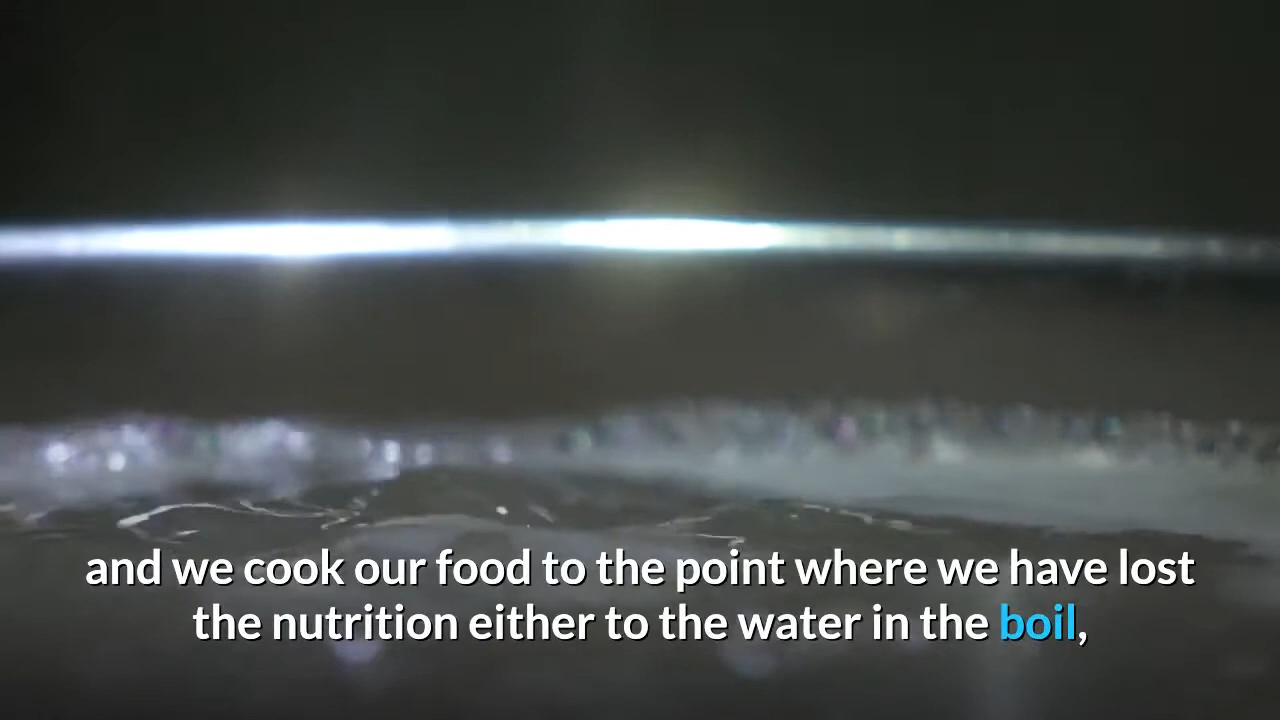 and we cook our food to the point where we have lost
the nutrition either to the water in the boil,